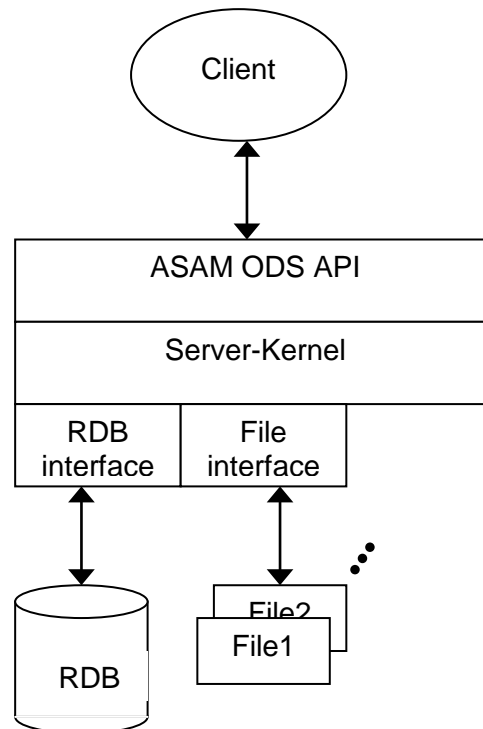 Client
ASAM ODS API
Server-Kernel
RDB
interface
File
interface
File2
File1
RDB